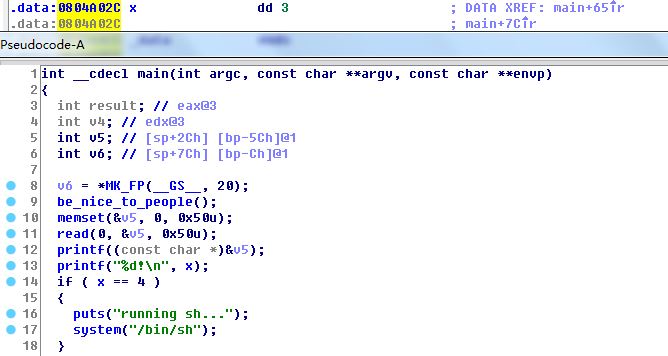 .data:0804A02C x dd 3 ; DATA XREF: main+65↑r
.data:0804A02C ; main+7C↑r
Pseudocode-A
1 int __cdecl main(int argc, const char **argv, const char **envp)
2 {
3 int result; // eax@3
4 int v4; // edx@3
5 int v5; // [sp+2Ch] [bp-5Ch]@1
6 int v6; // [sp+7Ch] [bp-Ch]@1
7
8 v6 = *MK_FP(__GS__, 20);
9 be_nice_to_people();
10 memset(&v5, 0, 0x50u);
11 read(0, &v5, 0x50u);
12 printf((const char *)&v5);
13 printf("%d!\n", x);
14 if ( x == 4 )
15 {
16 puts("running sh...");
17 system("/bin/sh");
18 }